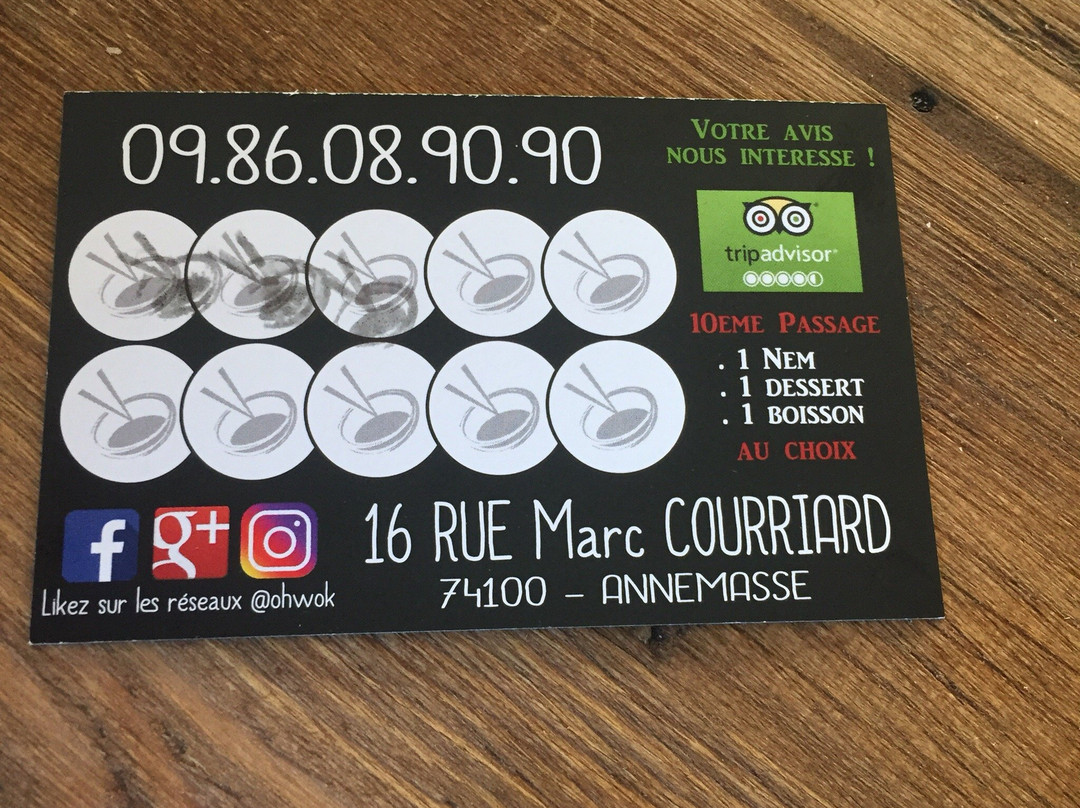 09.86.08.90.90
VOTRE AVIS
NOUS INTERESSE !
tripadvisor®
10EME PASSAGE
. 1 NEM
. 1 DESSERT
. 1 BOISSON
AU CHOIX
f g+
Likez sur les réseaux @ohwok
16 RUE Marc COURRIARD
74100 – ANNEMASSE